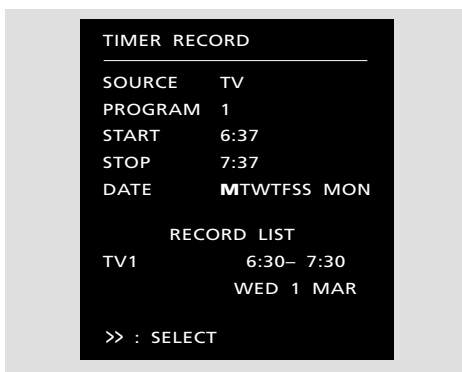 TIMER RECORD
SOURCE TV
PROGRAM 1
START 6:37
STOP 7:37
DATE MTWTFSS MON
RECORD LIST
TV1 6:30– 7:30
WED 1 MAR
>> : SELECT